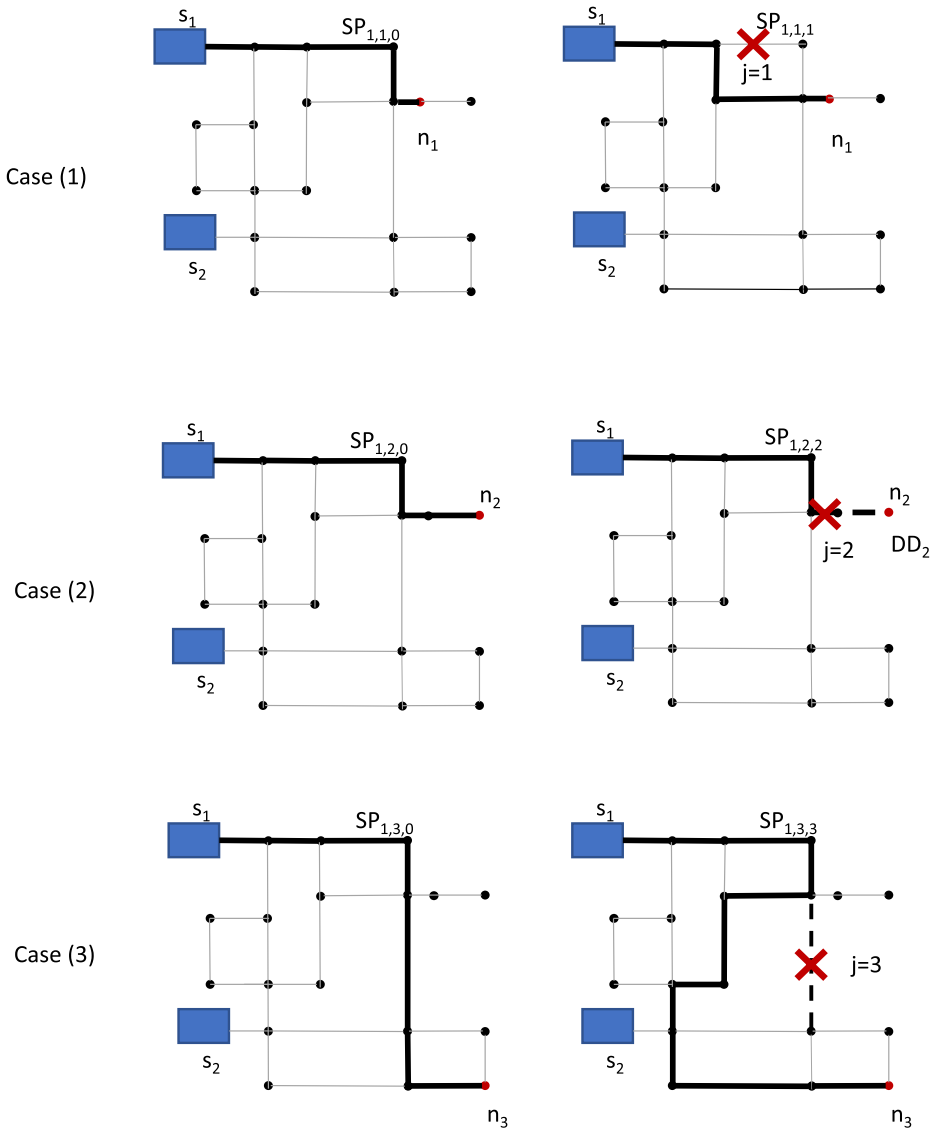 s1
SP1,1,0
n1
s2
s1
SP1,1,1
j=1
n1
s2
Case (1)
s1
SP1,2,0
n2
s2
s1
SP1,2,2
n2
j=2
DD2
s2
Case (2)
s1
SP1,3,0
s2
n3
s1
SP1,3,3
j=3
s2
n3
Case (3)